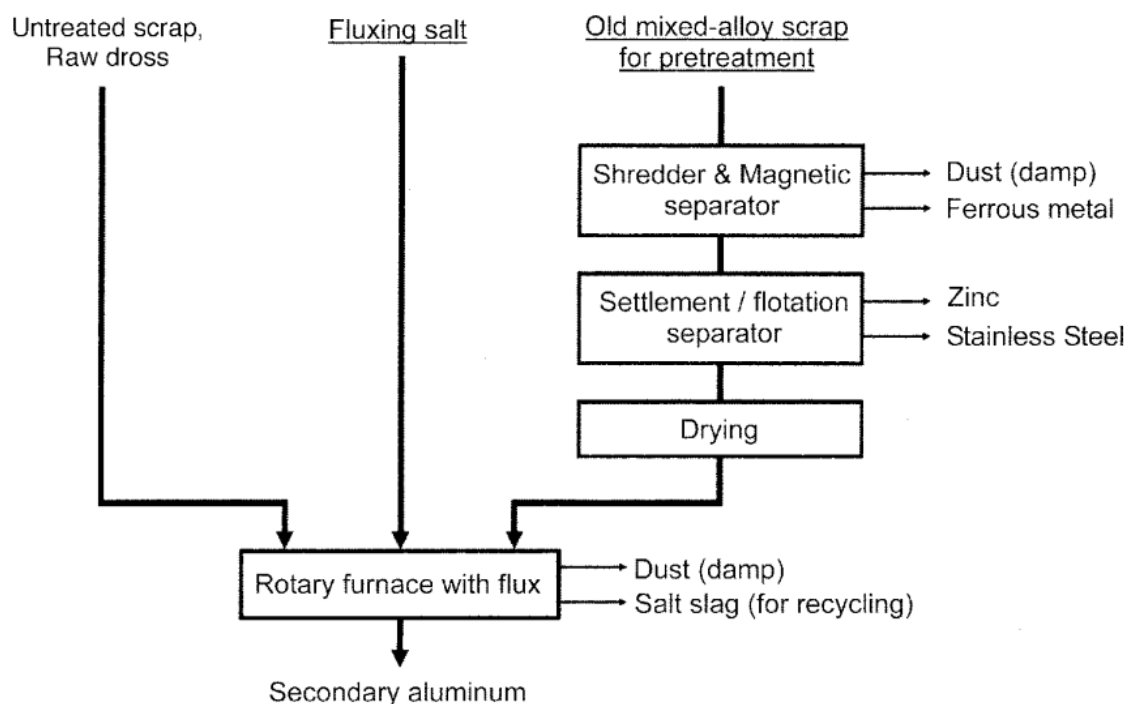 Untreated scrap,
Raw dross
Fluxing salt
Old mixed-alloy scrap
for pretreatment
Shredder & Magnetic
separator
Dust (damp)
Ferrous metal
Settlement / flotation
separator
Zinc
Stainless Steel
Drying
Rotary furnace with flux
Dust (damp)
Salt slag (for recycling)
Secondary aluminum